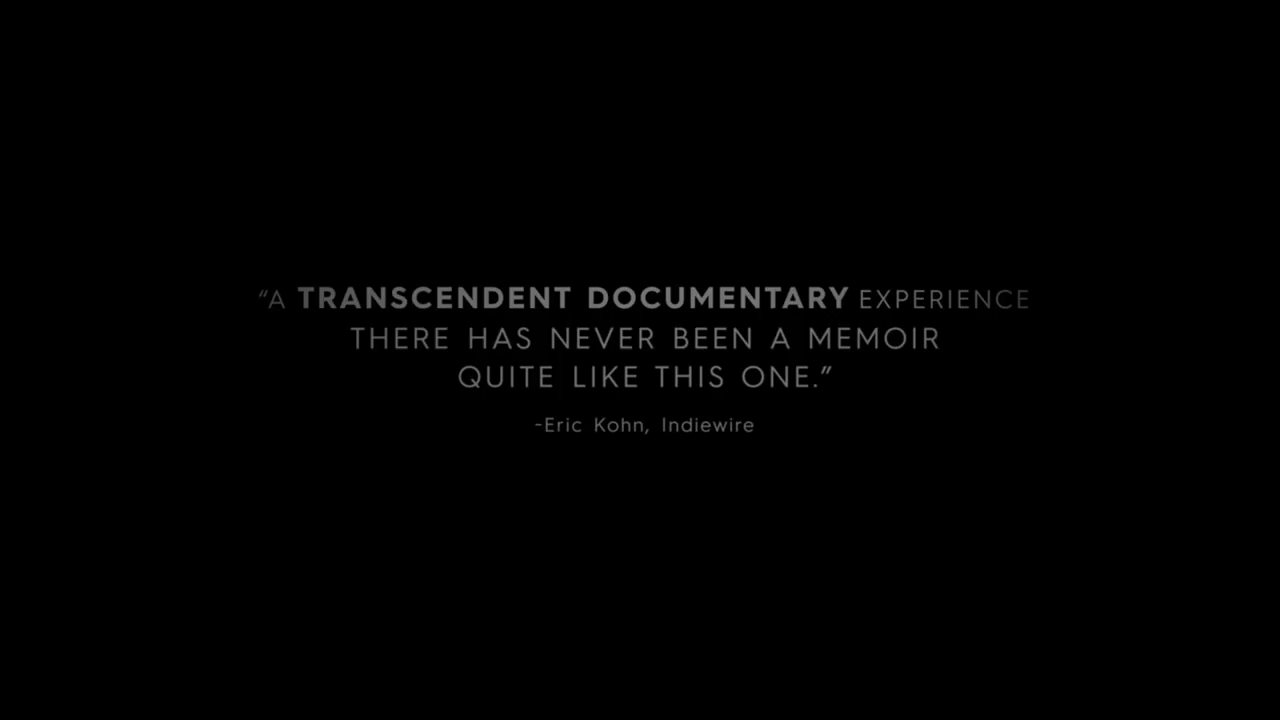 “A TRANSCENDENT DOCUMENTARY EXPERIENCE
THERE HAS NEVER BEEN A MEMOIR
QUITE LIKE THIS ONE.”
-Eric Kohn, Indiewire